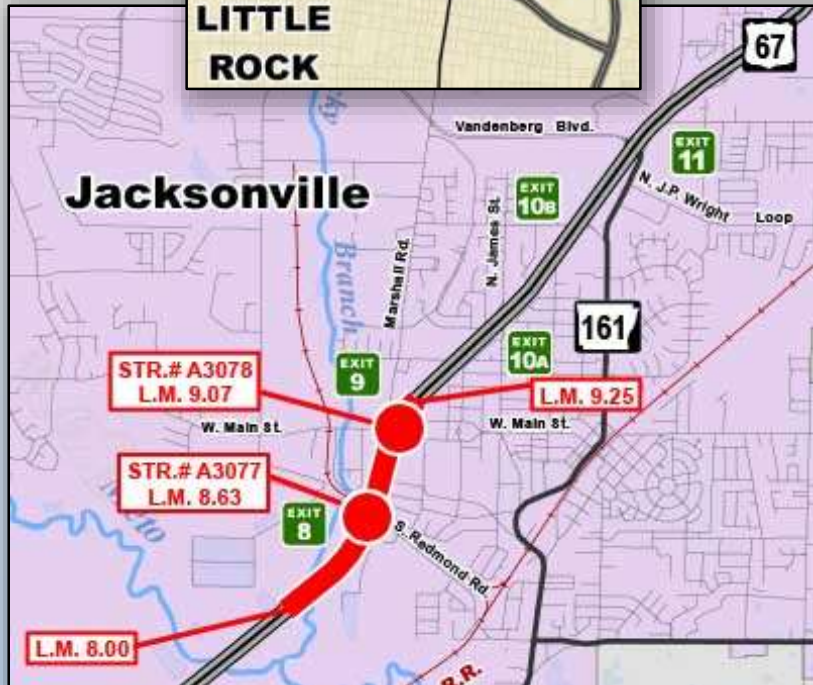 LITTLE
ROCK
67
Vandenberg Blvd.
EXIT
11
Jacksonville
EXIT
10B
N. J.P. Wright
Loop
N. James St.
Branch
Marshall Rd.
161
STR.# A3078
L.M. 9.07
EXIT
9
EXIT
10A
L.M. 9.25
W. Main St.
W. Main St.
STR.# A3077
L.M. 8.63
EXIT
8
S. Redmond Rd.
L.M. 8.00
R.R.